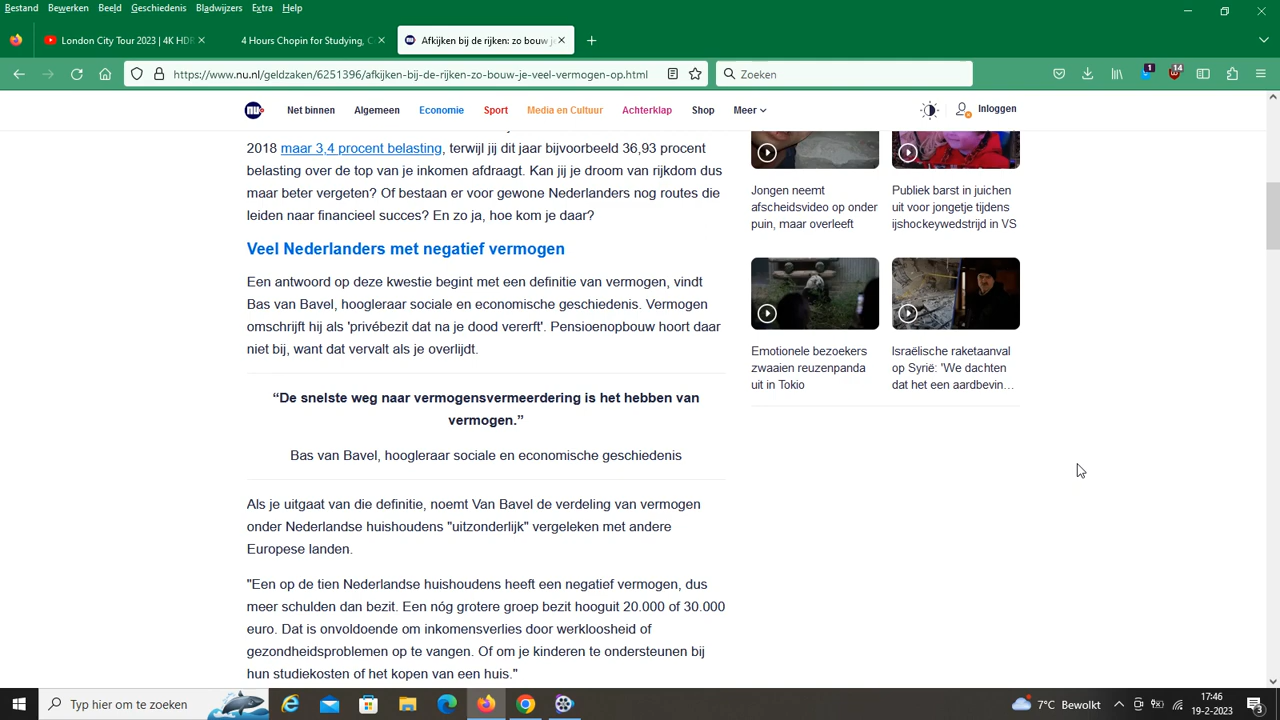 Bestand Bewerken Beeld Geschiedenis Bladwijzers Extra Help
London City Tour 2023 | 4K HDR
4 Hours Chopin for Studying, C
Afkijken bij de rijken: zo bouw je
https://www.nu.nl/geldzaken/6251396/afkijken-bij-de-rijken-zo-bouw-je-veel-vermogen-op.html
Zoeken
1
14
NU
Net binnen Algemeen Economie Sport Media en Cultuur Achterklap Shop Meer
Inloggen
2018 maar 3,4 procent belasting, terwijl jij dit jaar bijvoorbeeld 36,93 procent
belasting over de top van je inkomen afdraagt. Kan jij je droom van rijkdom dus
maar beter vergeten? Of bestaan er voor gewone Nederlanders nog routes die
leiden naar financieel succes? En zo ja, hoe kom je daar?
Veel Nederlanders met negatief vermogen
Een antwoord op deze kwestie begint met een definitie van vermogen, vindt
Bas van Bavel, hoogleraar sociale en economische geschiedenis. Vermogen
omschrijft hij als 'privébezit dat na je dood vererft'. Pensioenopbouw hoort daar
niet bij, want dat vervalt als je overlijdt.
“De snelste weg naar vermogensvermeerdering is het hebben van
vermogen.”
Bas van Bavel, hoogleraar sociale en economische geschiedenis
Als je uitgaat van die definitie, noemt Van Bavel de verdeling van vermogen
onder Nederlandse huishoudens "uitzonderlijk" vergeleken met andere
Europese landen.
"Een op de tien Nederlandse huishoudens heeft een negatief vermogen, dus
meer schulden dan bezit. Een nóg grotere groep bezit hooguit 20.000 of 30.000
euro. Dat is onvoldoende om inkomensverlies door werkloosheid of
gezondheidsproblemen op te vangen. Of om je kinderen te ondersteunen bij
hun studiekosten of het kopen van een huis."
Jongen neemt
afscheidsvideo op onder
puin, maar overleeft
Publiek barst in juichen
uit voor jongetje tijdens
ijshockeywedstrijd in VS
Emotionele bezoekers
zwaaien reuzenpanda
uit in Tokio
Israëlische raketaanval
op Syrië: 'We dachten
dat het een aardbevin…
Typ hier om te zoeken
7°C Bewolkt
17:46
19-2-2023
3